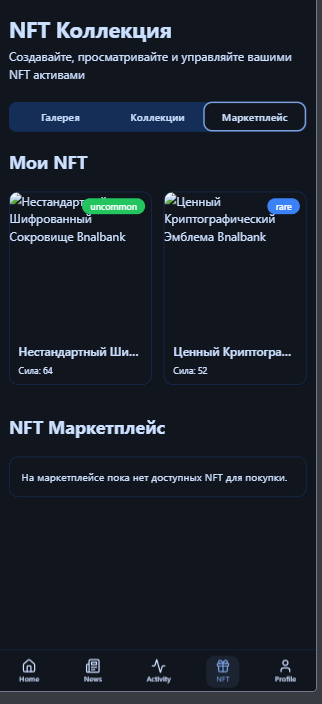 NFT Коллекция
Создавайте, просматривайте и управляйте вашими
NFT активами
Галерея
Коллекции
Маркетплейс
Мои NFT
Нестандартный
Шифрованный
Сокровище Bnalbank
uncommon
Нестандартный Ши...
Сила: 64
Ценный
Криптографический
Эмблема Bnalbank
rare
Ценный Криптогра...
Сила: 52
NFT Маркетплейс
На маркетплейсе пока нет доступных NFT для покупки.
Home
News
Activity
NFT
Profile